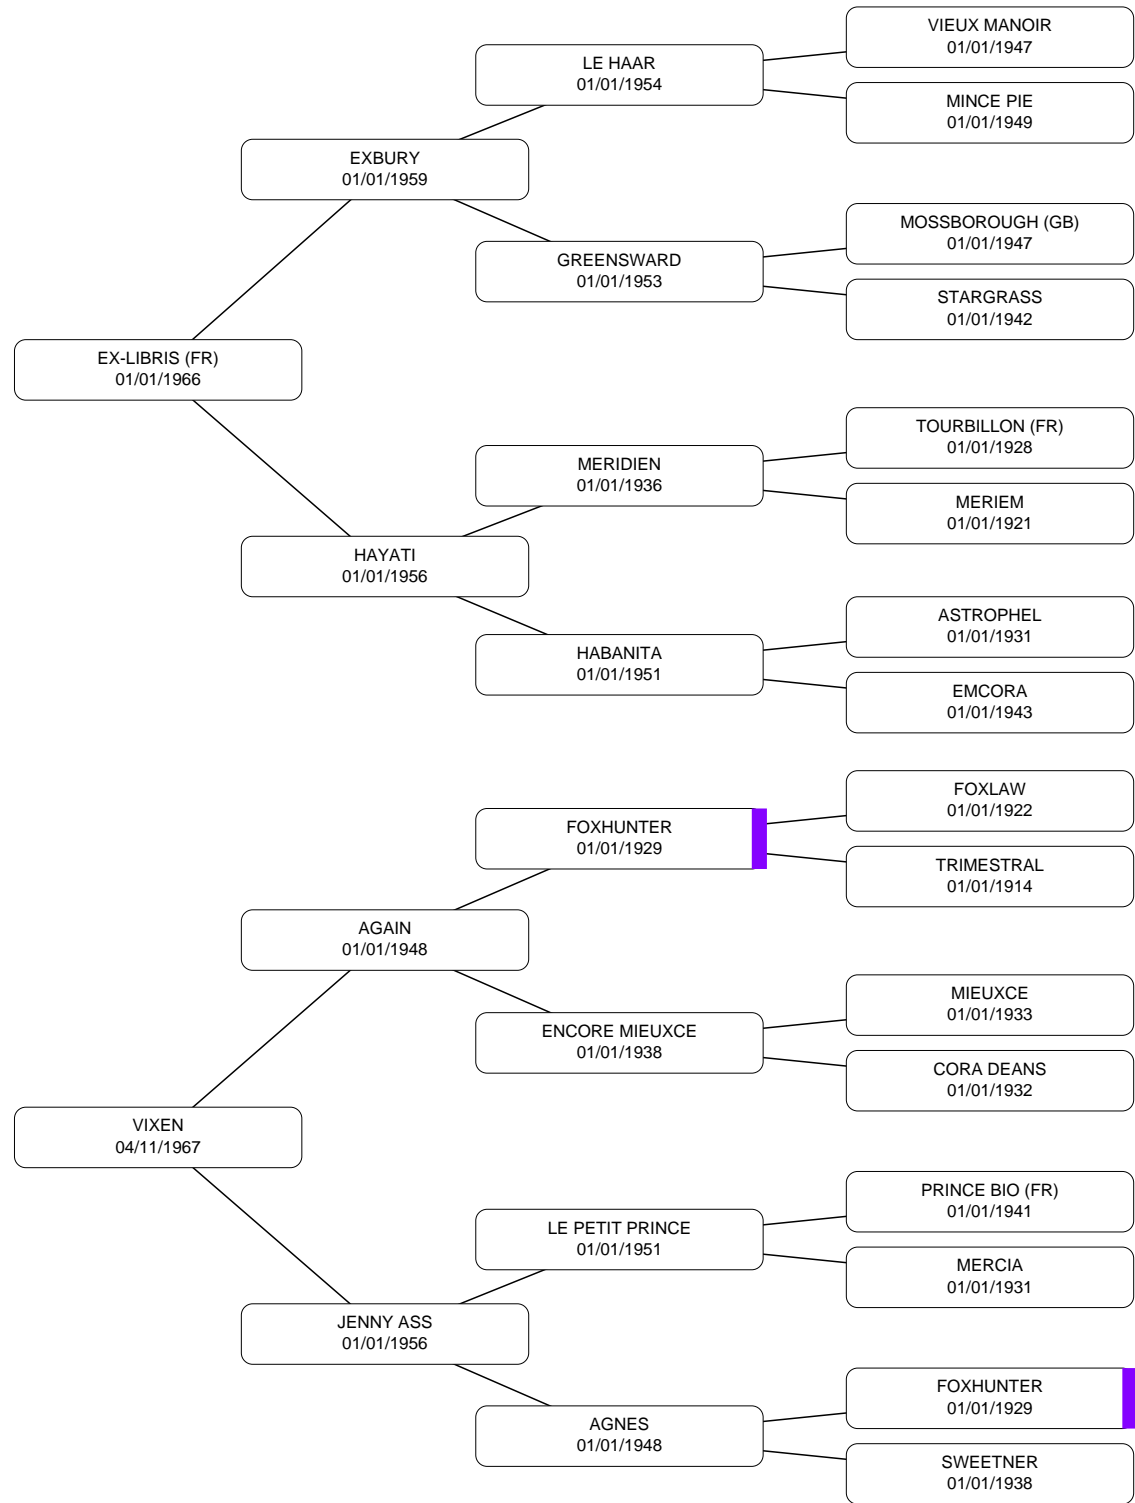 VIEUX MANOIR
01/01/1947
LE HAAR
01/01/1954
MINCE PIE
01/01/1949
EXBURY
01/01/1959
MOSSBOROUGH (GB)
01/01/1947
GREENSWARD
01/01/1953
STARGRASS
01/01/1942
EX-LIBRIS (FR)
01/01/1966
TOURBILLON (FR)
01/01/1928
MERIDIEN
01/01/1936
MERIEM
01/01/1921
HAYATI
01/01/1956
ASTROPHEL
01/01/1931
HABANITA
01/01/1951
EMCORA
01/01/1943
FOXLAW
01/01/1922
FOXHUNTER
01/01/1929
TRIMESTRAL
01/01/1914
AGAIN
01/01/1948
MIEUXCE
01/01/1933
ENCORE MIEUXCE
01/01/1938
CORA DEANS
01/01/1932
VIXEN
04/11/1967
PRINCE BIO (FR)
01/01/1941
LE PETIT PRINCE
01/01/1951
MERCIA
01/01/1931
JENNY ASS
01/01/1956
FOXHUNTER
01/01/1929
AGNES
01/01/1948
SWEETNER
01/01/1938